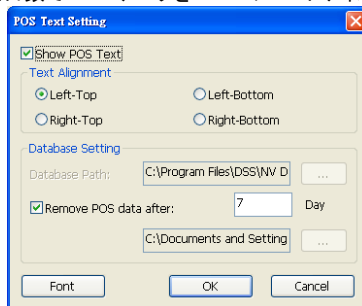 POS Text Setting
Show POS Text
Text Alignment
Left-Top Left-Bottom
Right-Top Right-Bottom
Database Setting
Database Path: C:\Program Files\DSS\NV D ...
Remove POS data after: 7 Day
C:\Documents and Setting ...
Font OK Cancel